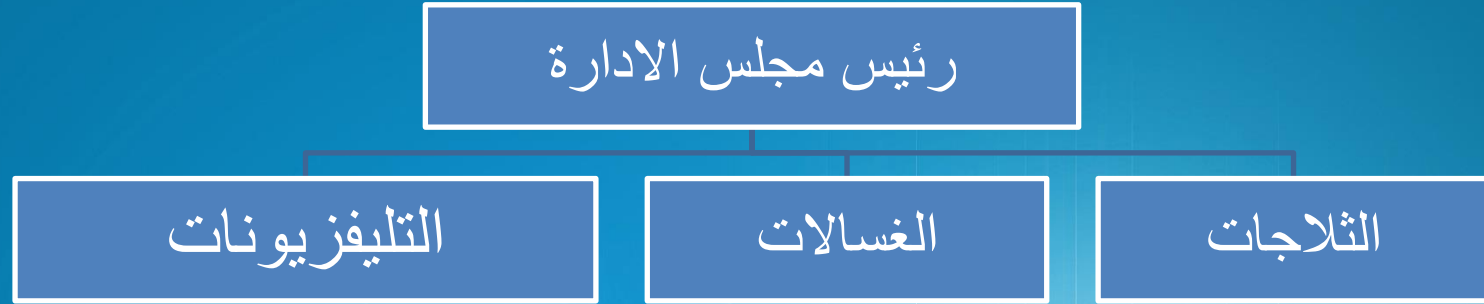 رئيس مجلس الادارة
الثلاجات
الغسالات
التليفزيونات